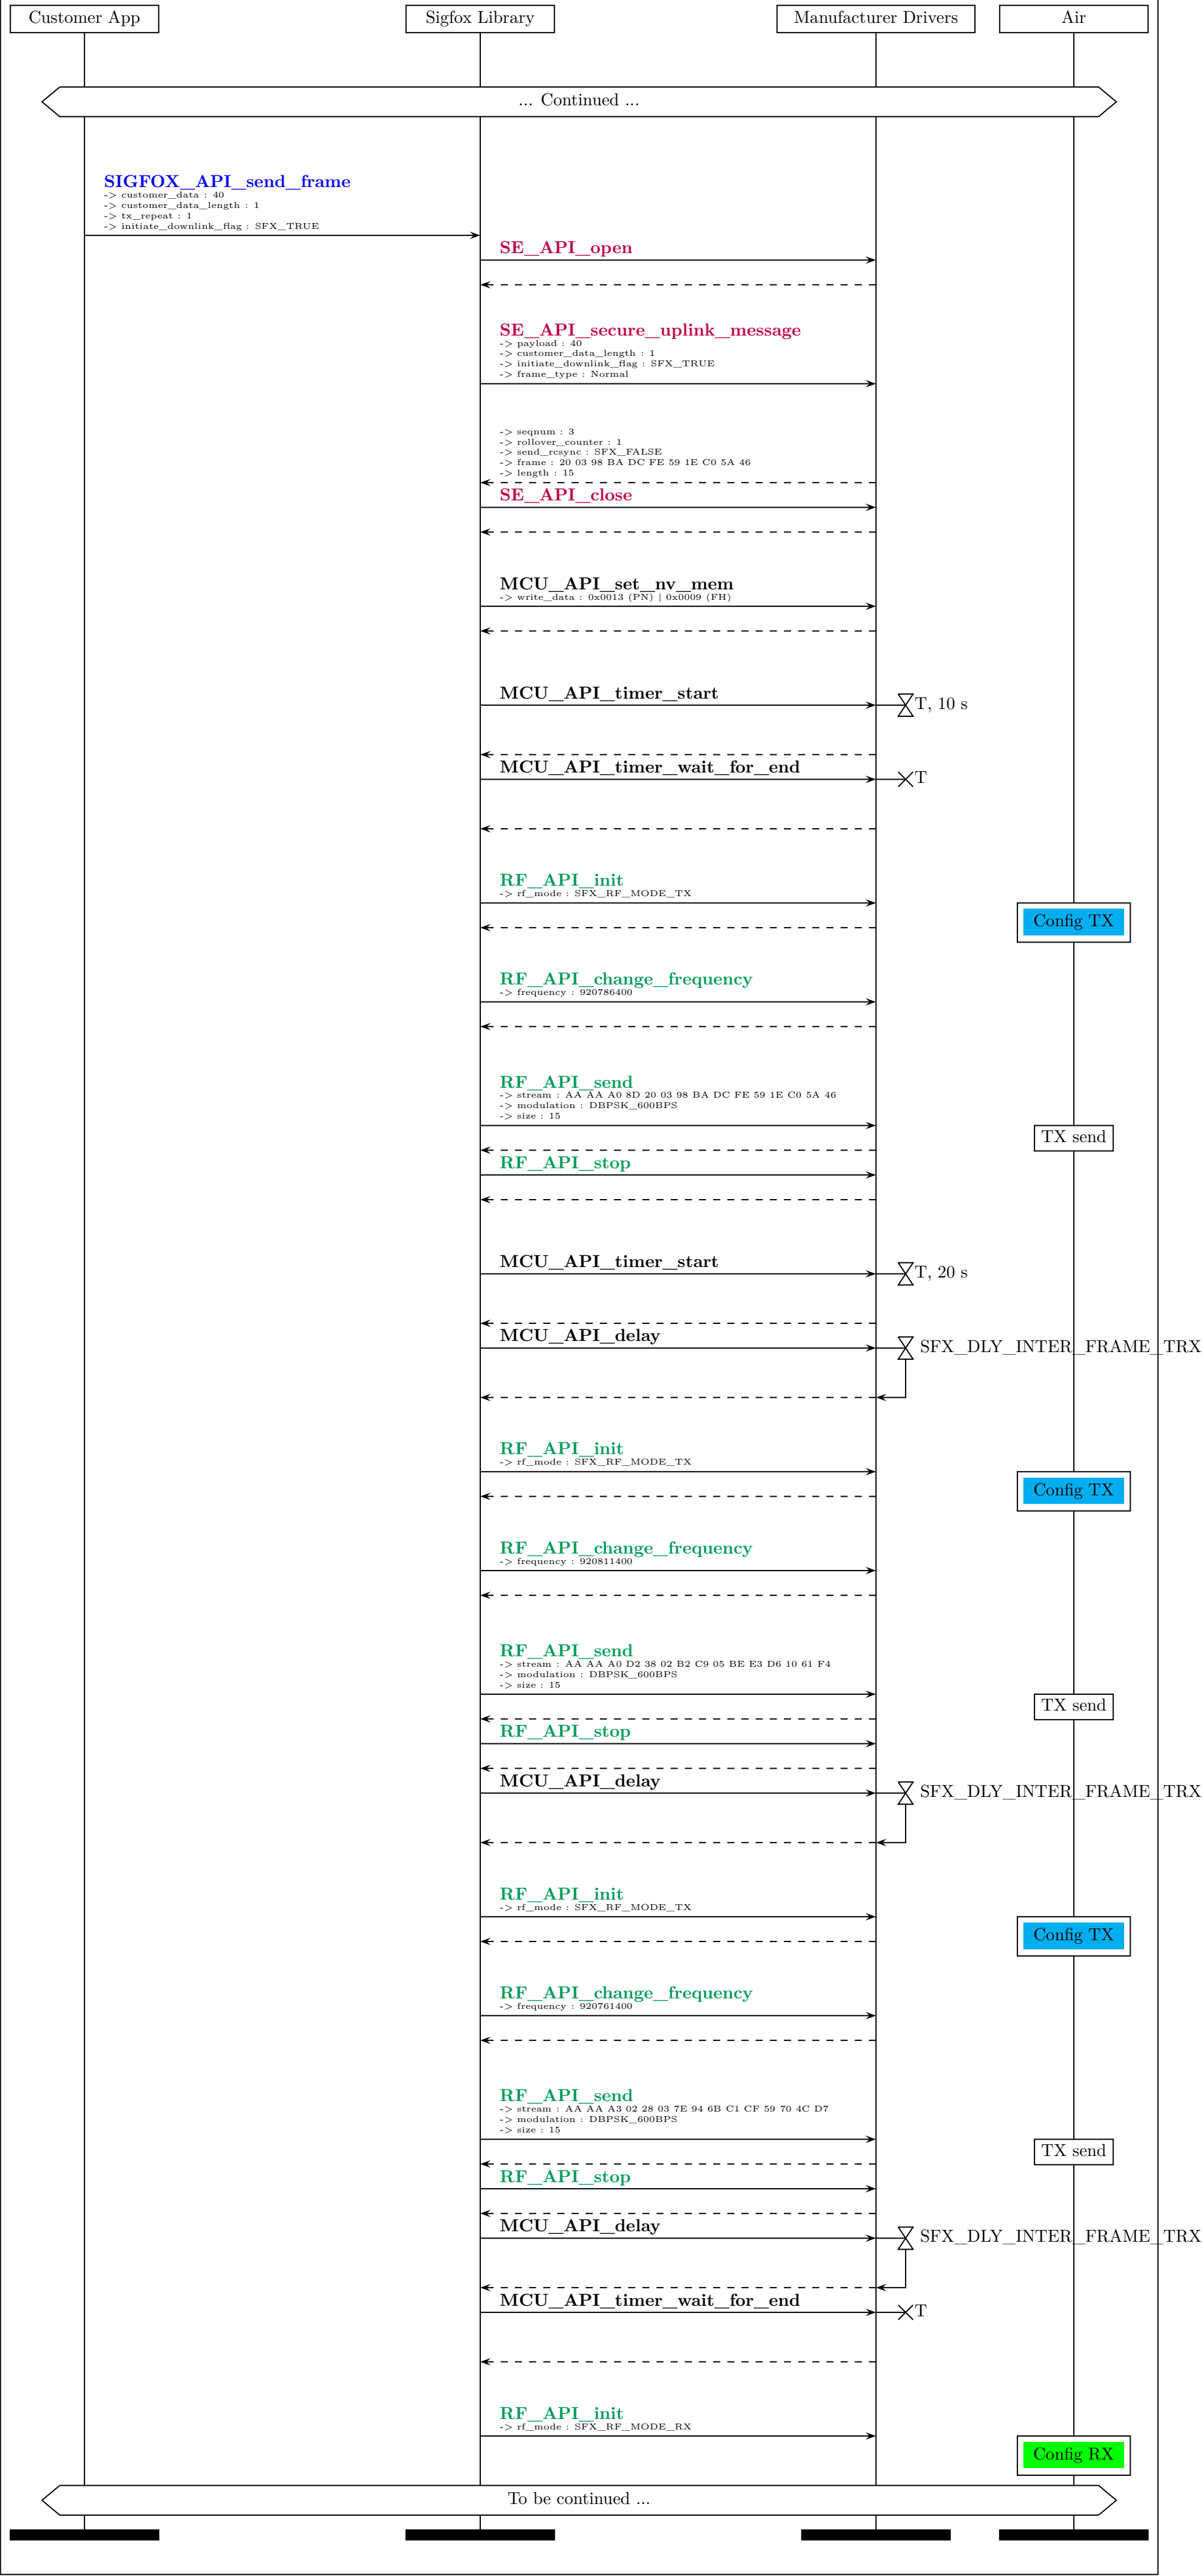 Customer App
Sigfox Library
Manufacturer Drivers
Air
... Continued ...
SIGFOX_API_send_frame
-> customer_data : 40
-> customer_data_length : 1
-> tx_repeat : 1
-> initiate_downlink_flag : SFX_TRUE
SE_API_open
SE_API_secure_uplink_message
-> payload : 40
-> customer_data_length : 1
-> initiate_downlink_flag : SFX_TRUE
-> frame_type : Normal
-> seqnum : 3
-> rollover_counter : 1
-> send_rcsync : SFX_FALSE
-> frame : 20 03 98 BA DC FE 59 1E C0 5A 46
-> length : 15
SE_API_close
MCU_API_set_nv_mem
-> write_data : 0x0013 (PN) | 0x0009 (FH)
MCU_API_timer_start
T, 10 s
MCU_API_timer_wait_for_end
T
RF_API_init
-> rf_mode : SFX_RF_MODE_TX
Config TX
RF_API_change_frequency
-> frequency : 920786400
RF_API_send
-> stream : AA AA A0 8D 20 03 98 BA DC FE 59 1E C0 5A 46
-> modulation : DBPSK_600BPS
-> size : 15
TX send
RF_API_stop
MCU_API_timer_start
T, 20 s
MCU_API_delay
SFX_DLY_INTER_FRAME_TRX
RF_API_init
-> rf_mode : SFX_RF_MODE_TX
Config TX
RF_API_change_frequency
-> frequency : 920811400
RF_API_send
-> stream : AA AA A0 D2 38 02 B2 C9 05 BE E3 D6 10 61 F4
-> modulation : DBPSK_600BPS
-> size : 15
TX send
RF_API_stop
MCU_API_delay
SFX_DLY_INTER_FRAME_TRX
RF_API_init
-> rf_mode : SFX_RF_MODE_TX
Config TX
RF_API_change_frequency
-> frequency : 920761400
RF_API_send
-> stream : AA AA A3 02 28 03 7E 94 6B C1 CF 59 70 4C D7
-> modulation : DBPSK_600BPS
-> size : 15
TX send
RF_API_stop
MCU_API_delay
SFX_DLY_INTER_FRAME_TRX
MCU_API_timer_wait_for_end
T
RF_API_init
-> rf_mode : SFX_RF_MODE_RX
Config RX
To be continued ...